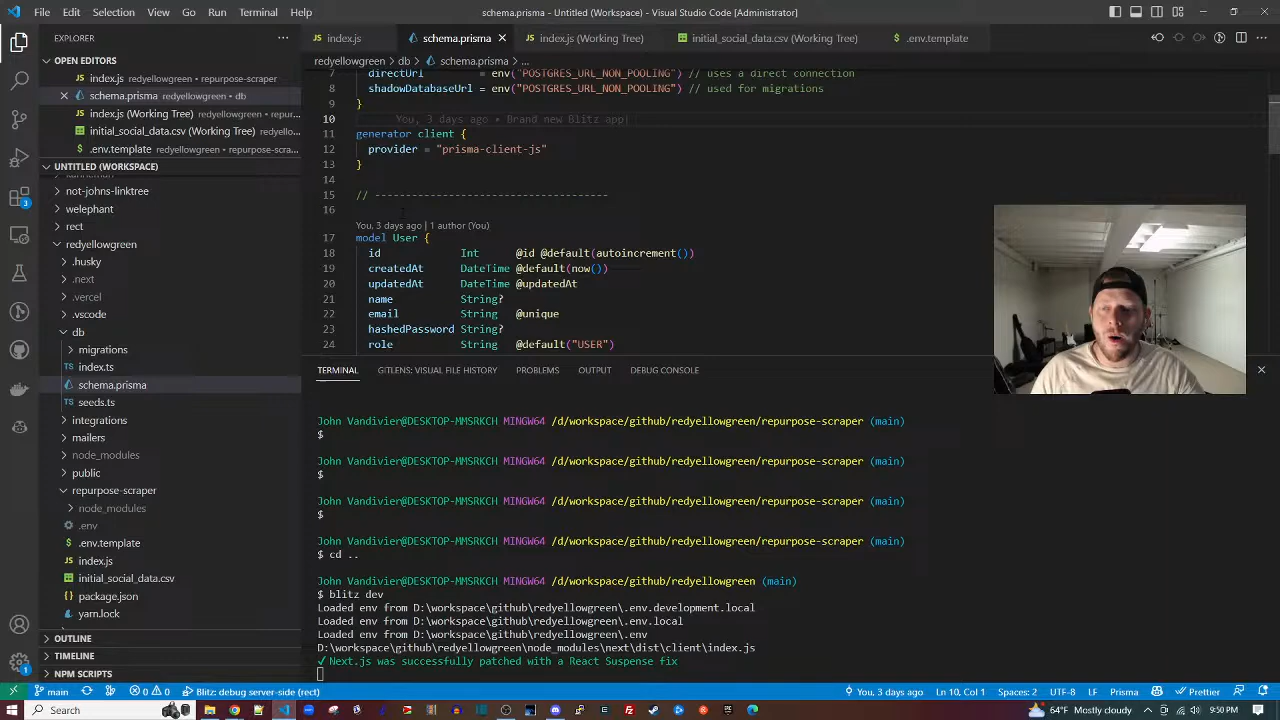 File Edit Selection View Go Run Terminal Help
schema.prisma - Untitled (Workspace) - Visual Studio Code [Administrator]
EXPLORER
index.js
schema.prisma
index.js (Working Tree)
initial_social_data.csv (Working Tree)
.env.template
OPEN EDITORS
redyellowgreen > db > schema.prisma > ...
index.js redyellowgreen • repurpose-scraper
schema.prisma redyellowgreen • db
index.js (Working Tree) redyellowgreen • repur...
initial_social_data.csv (Working Tree) redyell...
.env.template redyellowgreen • repurpose-scra...
UNTITLED (WORKSPACE)
not-johns-linktree
welephant
rect
redyellowgreen
.husky
.next
.vercel
.vscode
db
migrations
index.ts
schema.prisma
seeds.ts
integrations
mailers
node_modules
public
repurpose-scraper
node_modules
.env
.env.template
index.js
initial_social_data.csv
package.json
yarn.lock
OUTLINE
TIMELINE
NPM SCRIPTS
7 directUrl = env("POSTGRES_URL_NON_POOLING") // uses a direct connection
8 shadowDatabaseUrl = env("POSTGRES_URL_NON_POOLING") // used for migrations
9 }
10 You, 3 days ago • Brand new Blitz app!
11 generator client {
12 provider = "prisma-client-js"
13 }
14
15 // --------------------------------------
16
You, 3 days ago | 1 author (You)
17 model User {
18 id Int @id @default(autoincrement())
19 createdAt DateTime @default(now())
20 updatedAt DateTime @updatedAt
21 name String?
22 email String @unique
23 hashedPassword String?
24 role String @default("USER")
TERMINAL GITLENS: VISUAL FILE HISTORY PROBLEMS OUTPUT DEBUG CONSOLE
John Vandivier@DESKTOP-MMSRKCH MINGW64 /d/workspace/github/redyellowgreen/repurpose-scraper (main)
$
John Vandivier@DESKTOP-MMSRKCH MINGW64 /d/workspace/github/redyellowgreen/repurpose-scraper (main)
$
John Vandivier@DESKTOP-MMSRKCH MINGW64 /d/workspace/github/redyellowgreen/repurpose-scraper (main)
$
John Vandivier@DESKTOP-MMSRKCH MINGW64 /d/workspace/github/redyellowgreen/repurpose-scraper (main)
$ cd ..
John Vandivier@DESKTOP-MMSRKCH MINGW64 /d/workspace/github/redyellowgreen (main)
$ blitz dev
Loaded env from D:\workspace\github\redyellowgreen\.env.development.local
Loaded env from D:\workspace\github\redyellowgreen\.env.local
Loaded env from D:\workspace\github\redyellowgreen\.env
D:\workspace\github\redyellowgreen\node_modules\next\dist\client\index.js
✓ Next.js was successfully patched with a React Suspense fix
3
1
main 0 0 Blitz: debug server-side (rect)
You, 3 days ago Ln 10, Col 1 Spaces: 2 UTF-8 LF Prisma Prettier
Search
64°F Mostly cloudy 9:50 PM